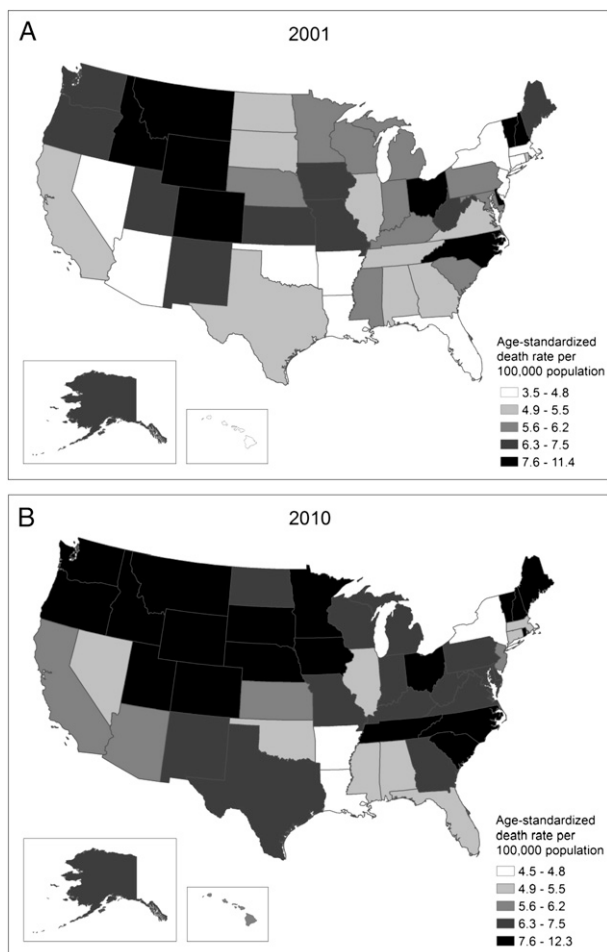 A
2001
Age-standardized
death rate per
100,000 population
3.5 - 4.8
4.9 - 5.5
5.6 - 6.2
6.3 - 7.5
7.6 - 11.4
B
2010
Age-standardized
death rate per
100,000 population
4.5 - 4.8
4.9 - 5.5
5.6 - 6.2
6.3 - 7.5
7.6 - 12.3